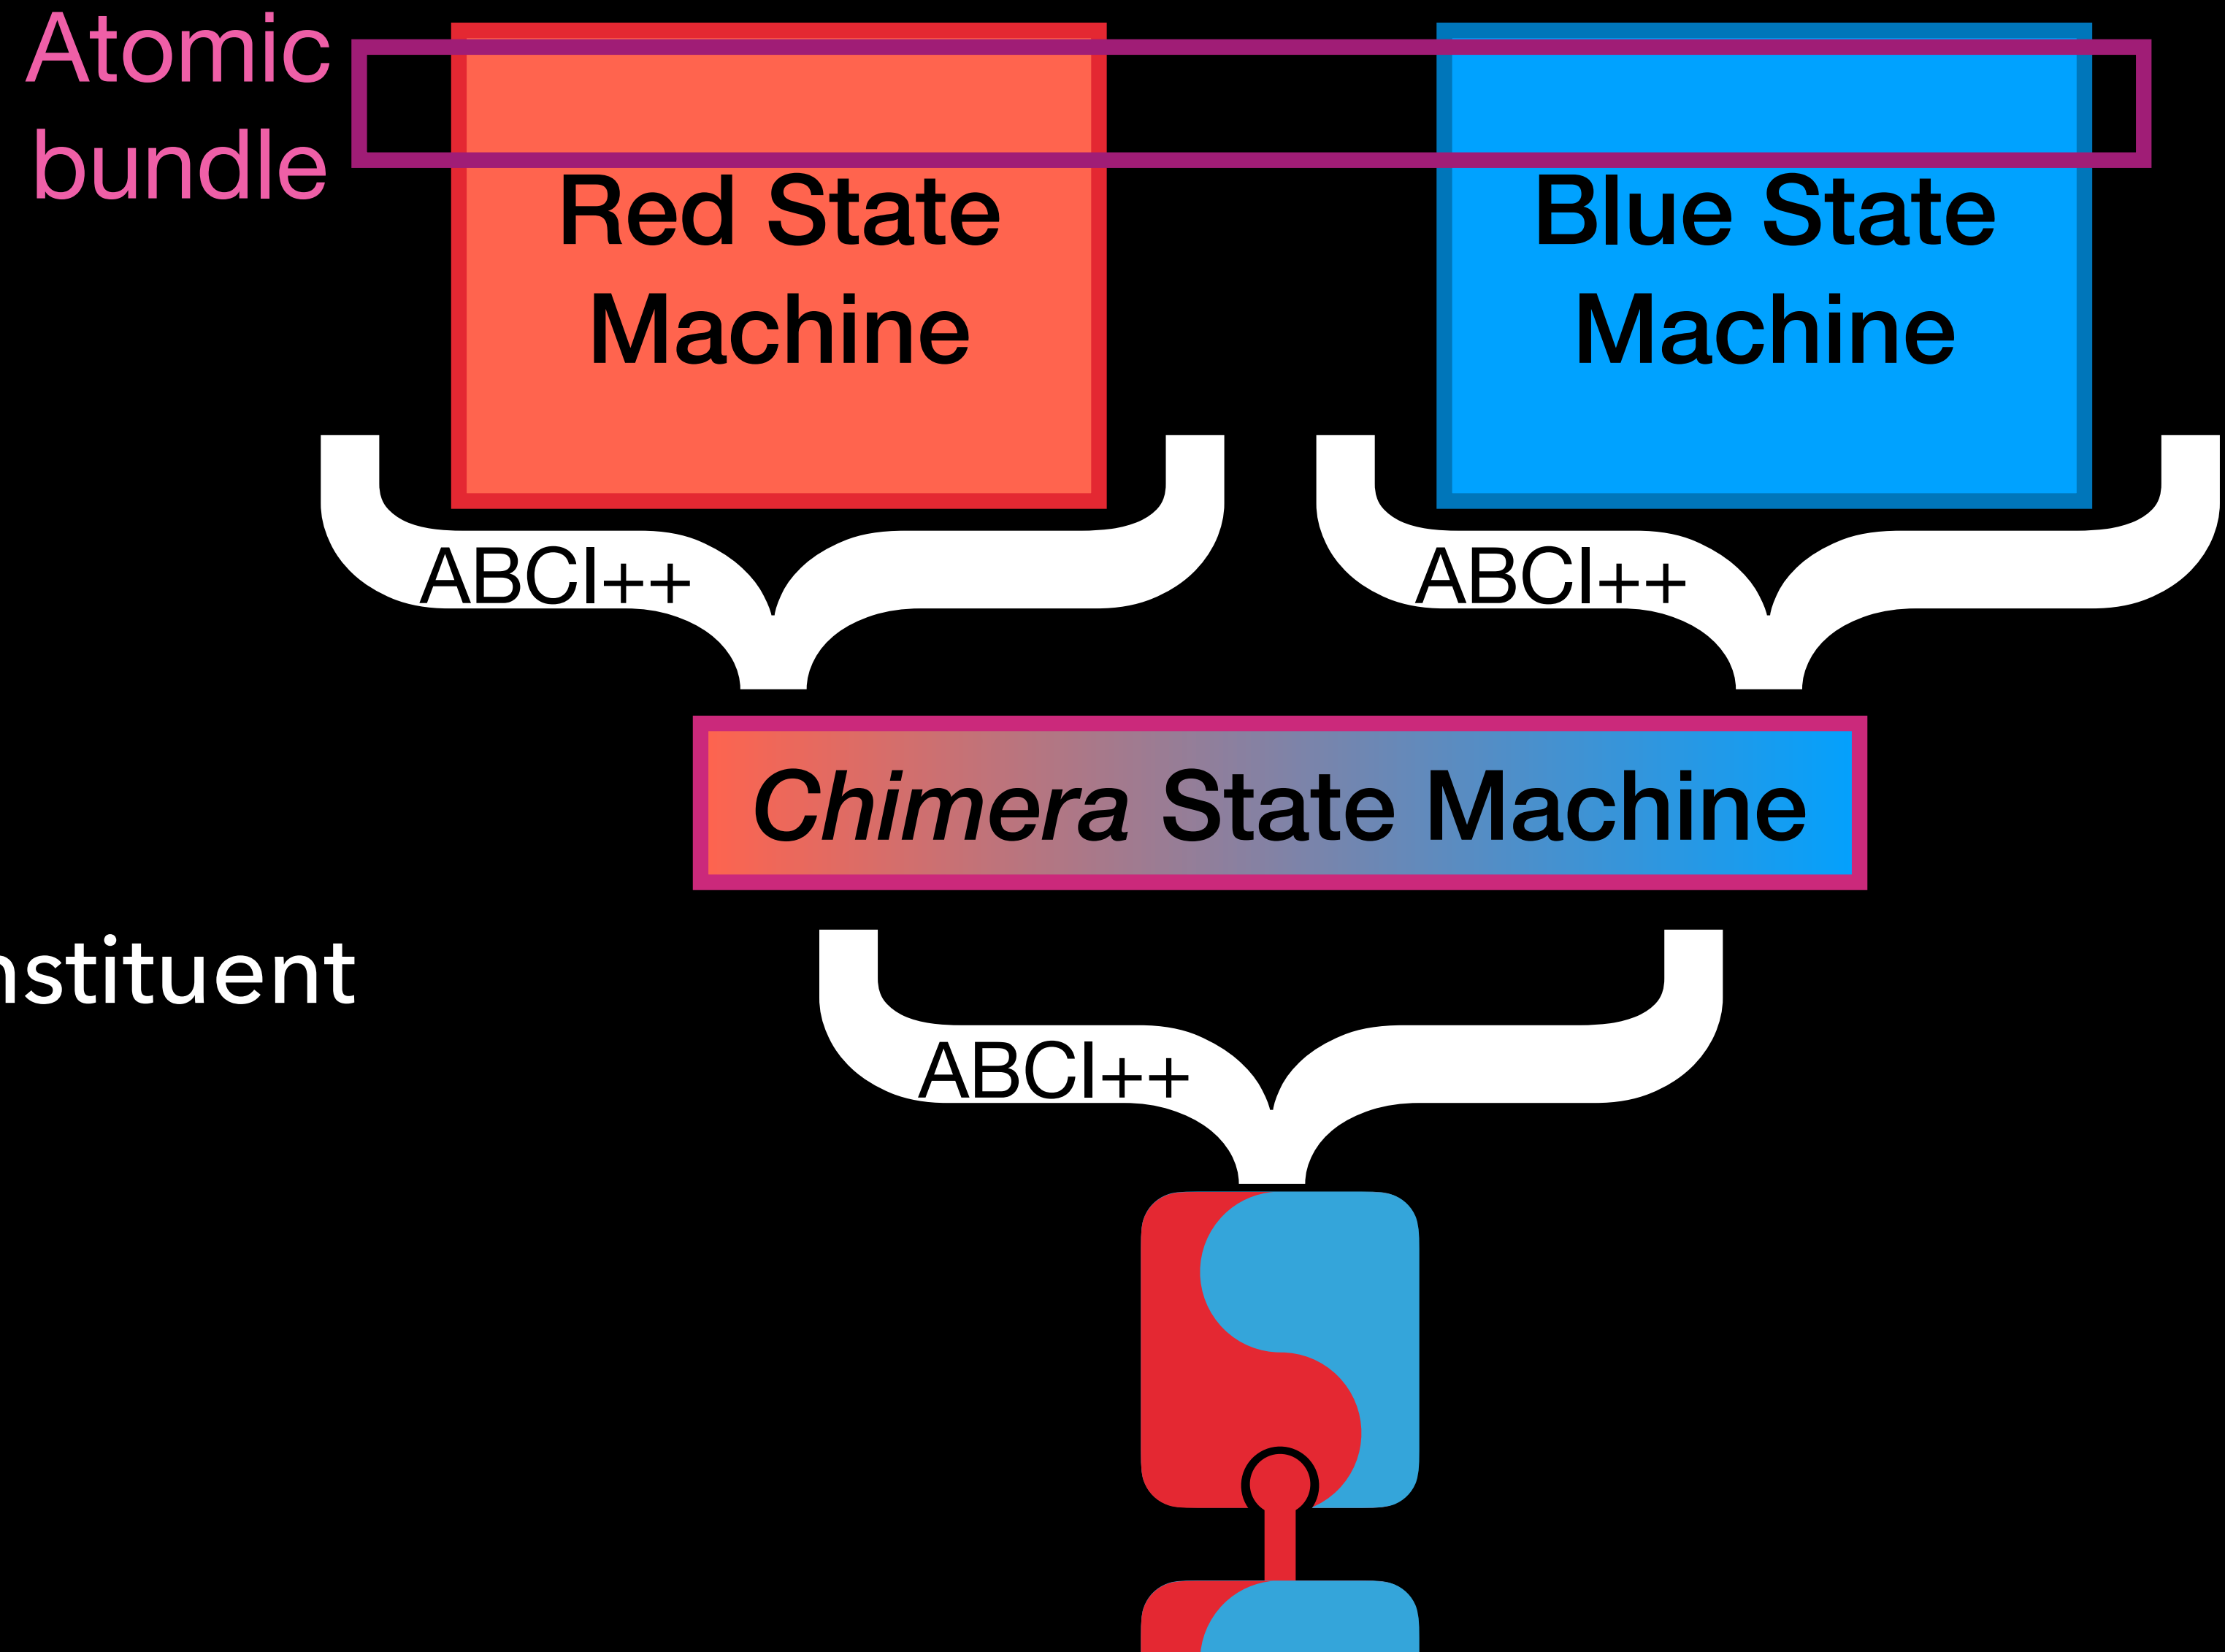 Atomic
bundle
Red State
Machine
Blue State
Machine
ABCI++
ABCI++
Chimera State Machine
nstituent
ABCI++